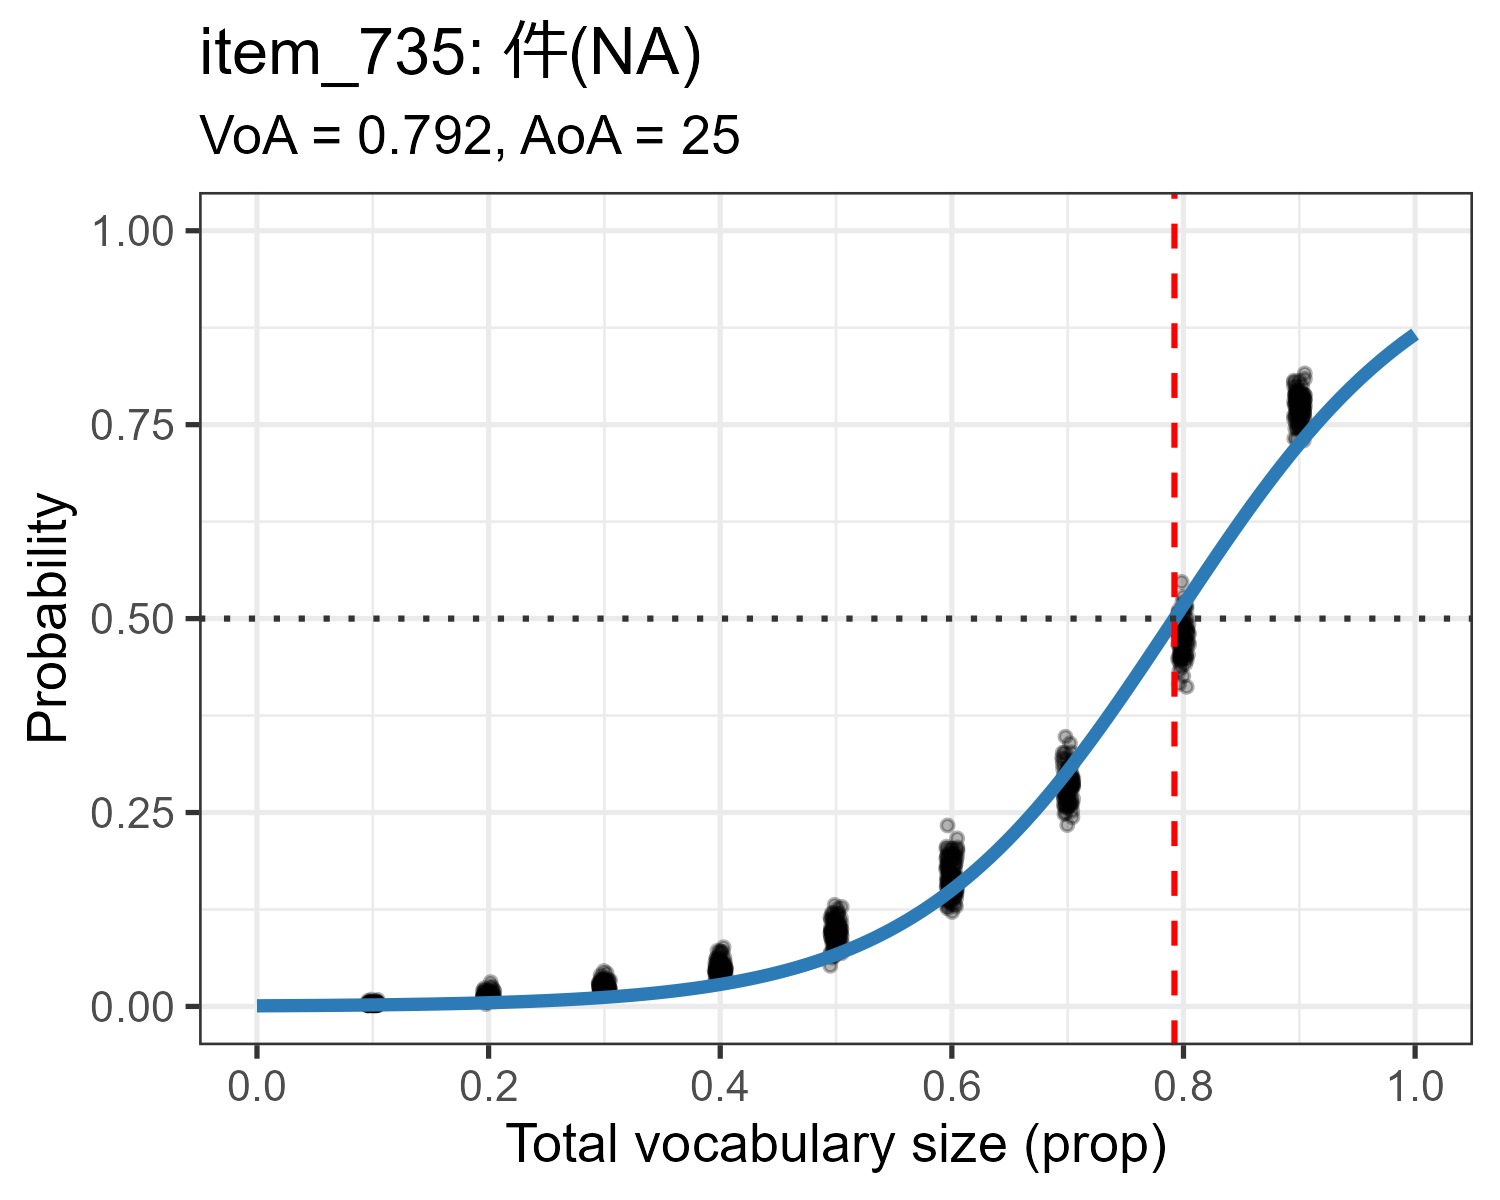 item_735: 件(NA)
VoA = 0.792, AoA = 25
1.00
0.75
0.50
0.25
0.00
Probability
0.0 0.2 0.4 0.6 0.8 1.0
Total vocabulary size (prop)